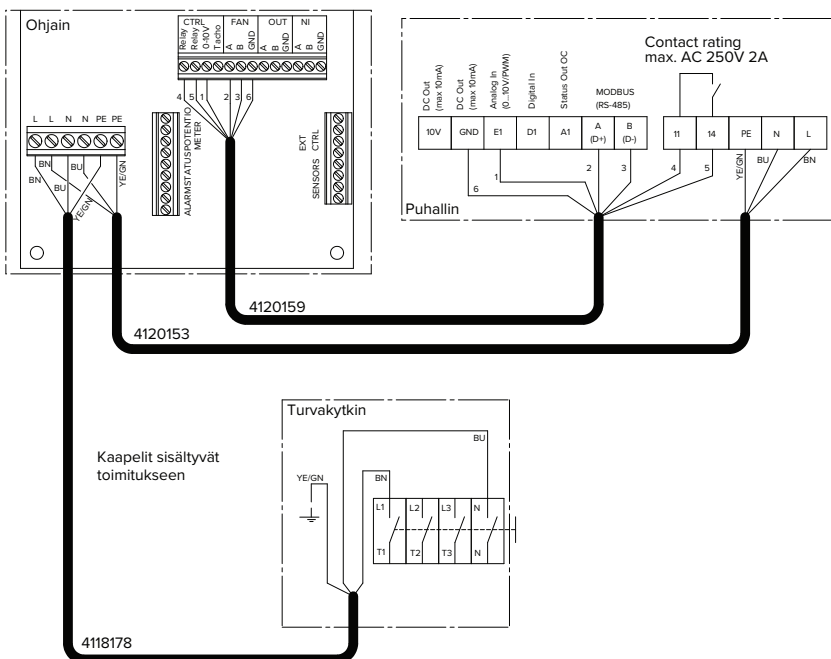 Ohjain
CTRL FAN OUT NI
Relay Relay 0-10V Tacho A B GND A B GND A B GND
4 5 1 2 3 6
L L N N PE PE
BN BN BU BU YE/GN YE/GN
ALARM STATUS POTENTIO
METER
EXT
SENSORS CTRL
Contact rating
max. AC 250V 2A
DC Out
(max 10mA)
DC Out
(max 10mA)
Analog In
(0...10V/PWM)
Digital In
Status Out OC
MODBUS
(RS-485)
10V GND E1 D1 A1 A
(D+) B
(D-) 11 14 PE N L
6 1 2 3 4 5 YE/GN BU BN
Puhallin
4120159
4120153
Turvakytkin
Kaapelit sisältyvät
toimitukseen
BU
YE/GN BN
L1 L2 L3 N
T1 T2 T3 N
4118178